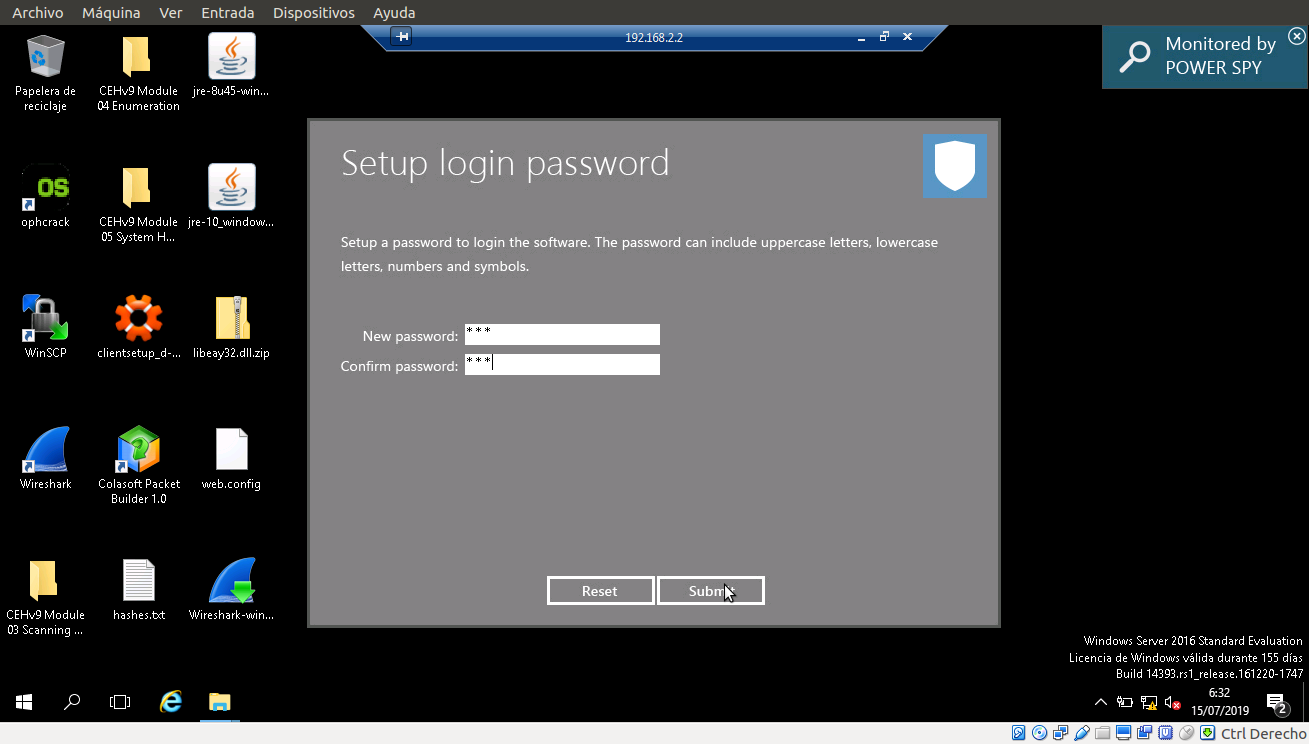 Archivo Máquina Ver Entrada Dispositivos Ayuda
192.168.2.2
Monitored by
POWER SPY
Papelera de
reciclaje
CEHv9 Module
04 Enumeration
jre-8u45-win...
OS
ophcrack
CEHv9 Module
05 System H...
jre-10_window...
WinSCP
clientsetup_d-...
libeay32.dll.zip
Wireshark
Colasoft Packet
Builder 1.0
web.config
CEHv9 Module
03 Scanning ...
hashes.txt
Wireshark-win...
Setup login password
Setup a password to login the software. The password can include uppercase letters, lowercase
letters, numbers and symbols.
New password: ***
Confirm password: ***
Reset
Submit
Windows Server 2016 Standard Evaluation
Licencia de Windows válida durante 155 días
Build 14393.rs1_release.161220-1747
6:32
15/07/2019
2
Ctrl Derecho